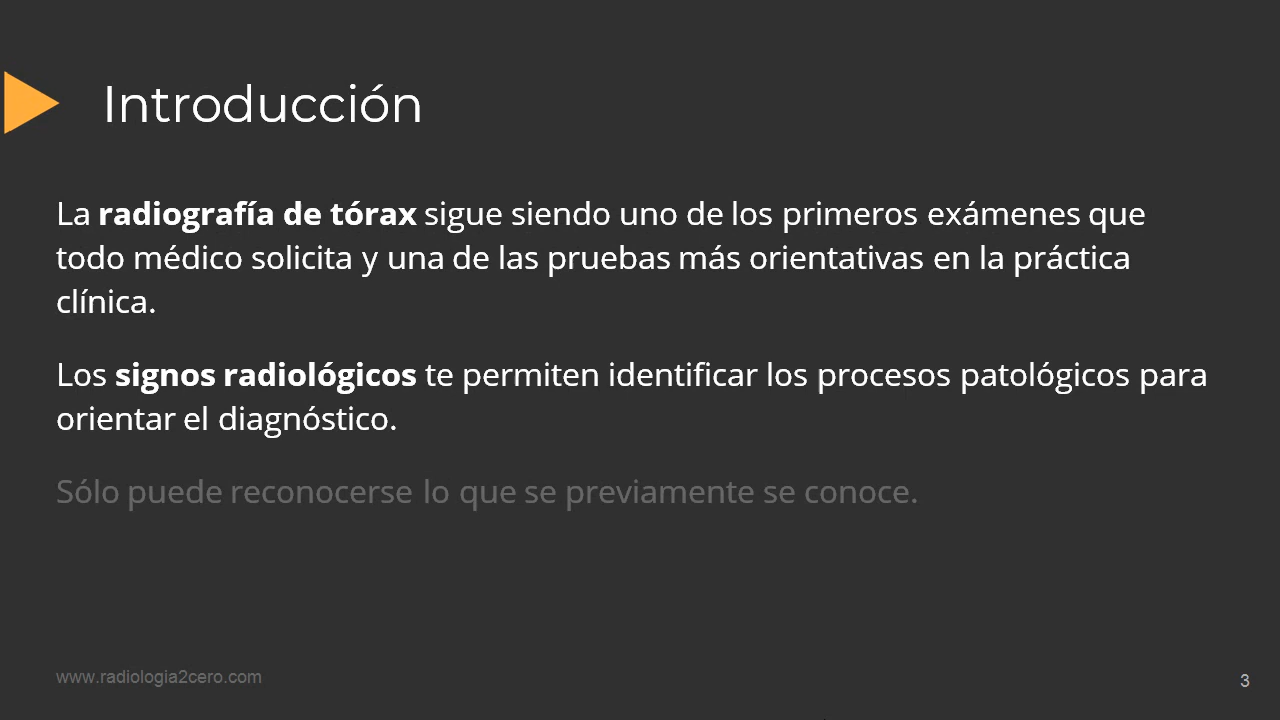 Introducción
La radiografía de tórax sigue siendo uno de los primeros exámenes que
todo médico solicita y una de las pruebas más orientativas en la práctica
clínica.
Los signos radiológicos te permiten identificar los procesos patológicos para
orientar el diagnóstico.
Sólo puede reconocerse lo que se previamente se conoce.
www.radiologia2cero.com
3